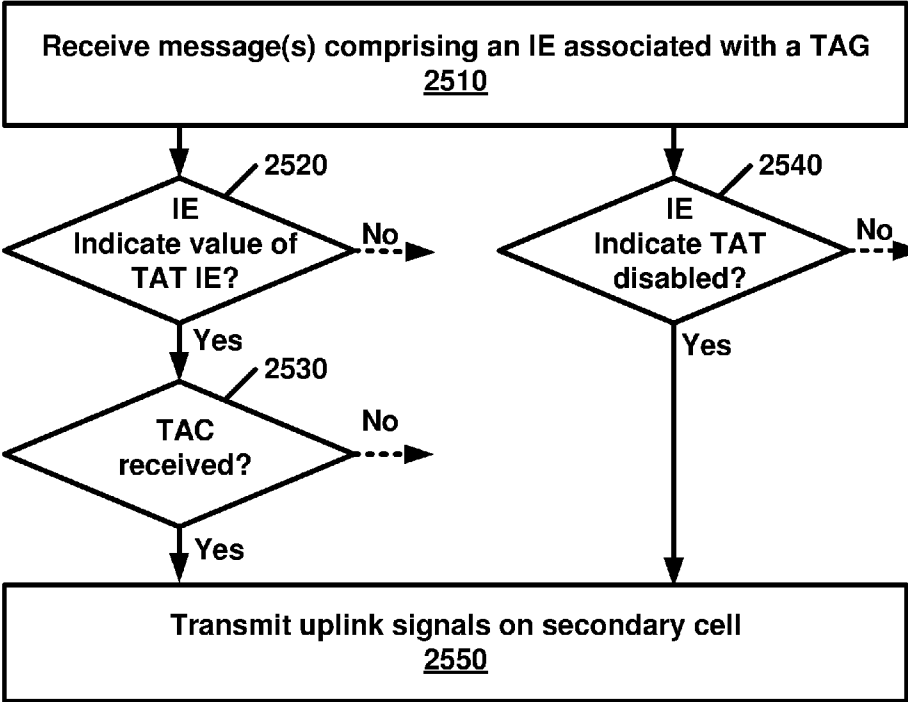 Receive message(s) comprising an IE associated with a TAG
2510
2520
IE
Indicate value of
TAT IE?
No
Yes
2530
TAC
received?
No
Yes
2540
IE
Indicate TAT
disabled?
No
Yes
Transmit uplink signals on secondary cell
2550